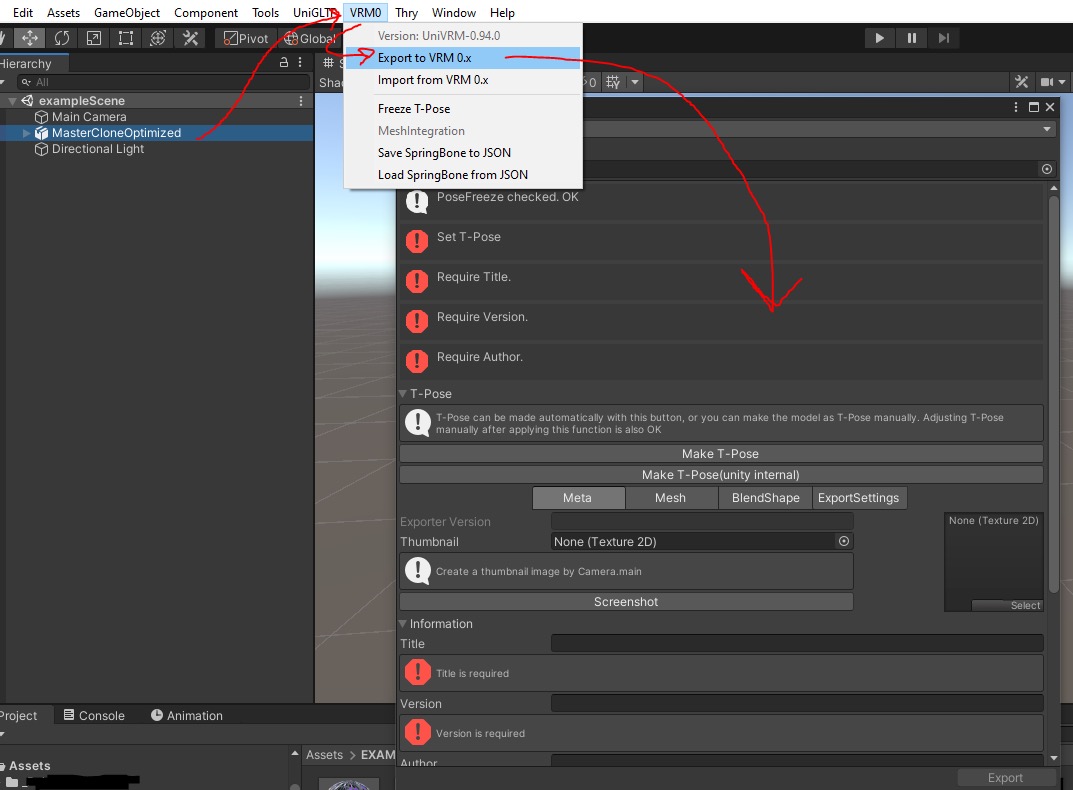 Edit Assets GameObject Component Tools UniGLTF VRM0 Thry Window Help
Pivot Global
Version: UniVRM-0.94.0
Export to VRM 0.x
Import from VRM 0.x
Freeze T-Pose
MeshIntegration
Save SpringBone to JSON
Load SpringBone from JSON
Hierarchy
All
exampleScene
Main Camera
MasterCloneOptimized
Directional Light
Sha
0
PoseFreeze checked. OK
Set T-Pose
Require Title.
Require Version.
Require Author.
T-Pose
T-Pose can be made automatically with this button, or you can make the model as T-Pose manually. Adjusting T-Pose
manually after applying this function is also OK
Make T-Pose
Make T-Pose(unity internal)
Meta Mesh BlendShape ExportSettings
Exporter Version
Thumbnail None (Texture 2D)
None (Texture 2D)
Create a thumbnail image by Camera.main
Screenshot
Select
Information
Title
Title is required
Version
Version is required
Author
Export
Project Console Animation
Assets > EXAM
Assets